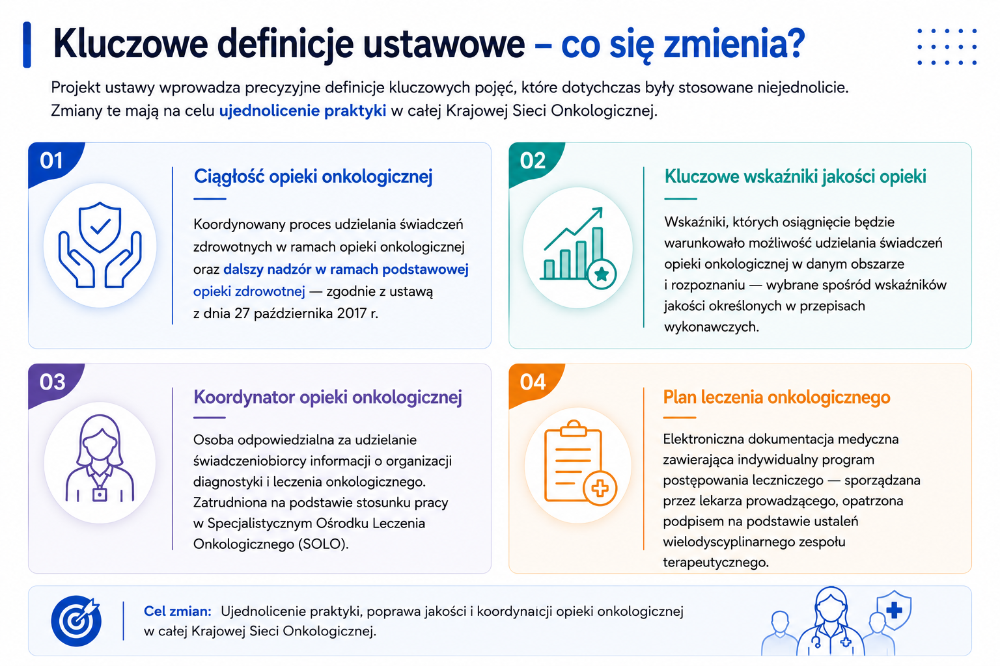 Kluczowe definicje ustawowe – co się zmienia?
Projekt ustawy wprowadza precyzyjne definicje kluczowych pojęć, które dotychczas były stosowane niejednolicie.
Zmiany te mają na celu ujednolicenie praktyki w całej Krajowej Sieci Onkologicznej.
01
Ciągłość opieki onkologicznej
Koordynowany proces udzielania świadczeń
zdrowotnych w ramach opieki onkologicznej
oraz dalszy nadzór w ramach podstawowej
opieki zdrowotnej — zgodnie z ustawą
z dnia 27 października 2017 r.
02
Kluczowe wskaźniki jakości opieki
Wskaźniki, których osiągnięcie będzie
warunkowało możliwość udzielania świadczeń
opieki onkologicznej w danym obszarze
i rozpoznaniu — wybrane spośród wskaźników
jakości określonych w przepisach
wykonawczych.
03
Koordynator opieki onkologicznej
Osoba odpowiedzialna za udzielanie
świadczeniobiorcy informacji o organizacji
diagnostyki i leczenia onkologicznego.
Zatrudniona na podstawie stosunku pracy
w Specjalistycznym Ośrodku Leczenia
Onkologicznego (SOLO).
04
Plan leczenia onkologicznego
Elektroniczna dokumentacja medyczna
zawierająca indywidualny program
postępowania leczniczego — sporządzana
przez lekarza prowadzącego, opatrzona
podpisem na podstawie ustaleń
wielodyscyplinarnego zespołu
terapeutycznego.
Cel zmian: Ujednolicenie praktyki, poprawa jakości i opieki onkologicznej
w całej Krajowej Sieci Onkologicznej.